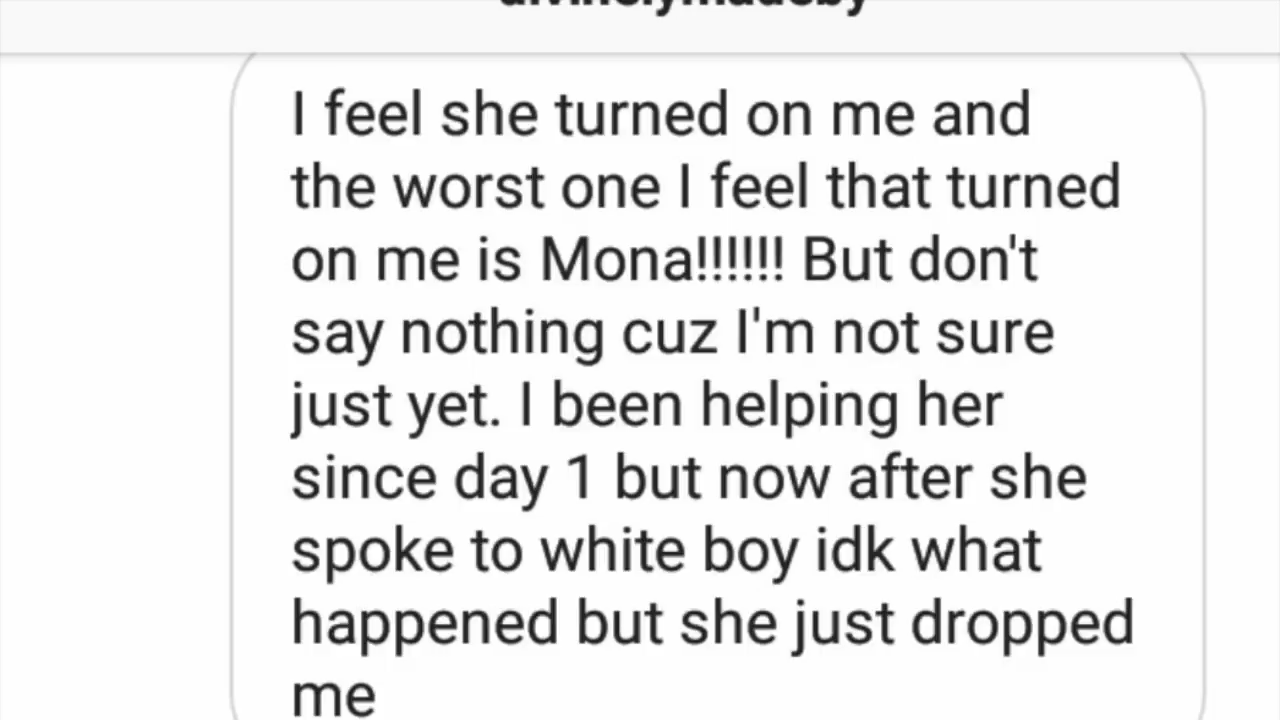 divinelymadeby
I feel she turned on me and
the worst one I feel that turned
on me is Mona!!!!!! But don't
say nothing cuz I'm not sure
just yet. I been helping her
since day 1 but now after she
spoke to white boy idk what
happened but she just dropped
me